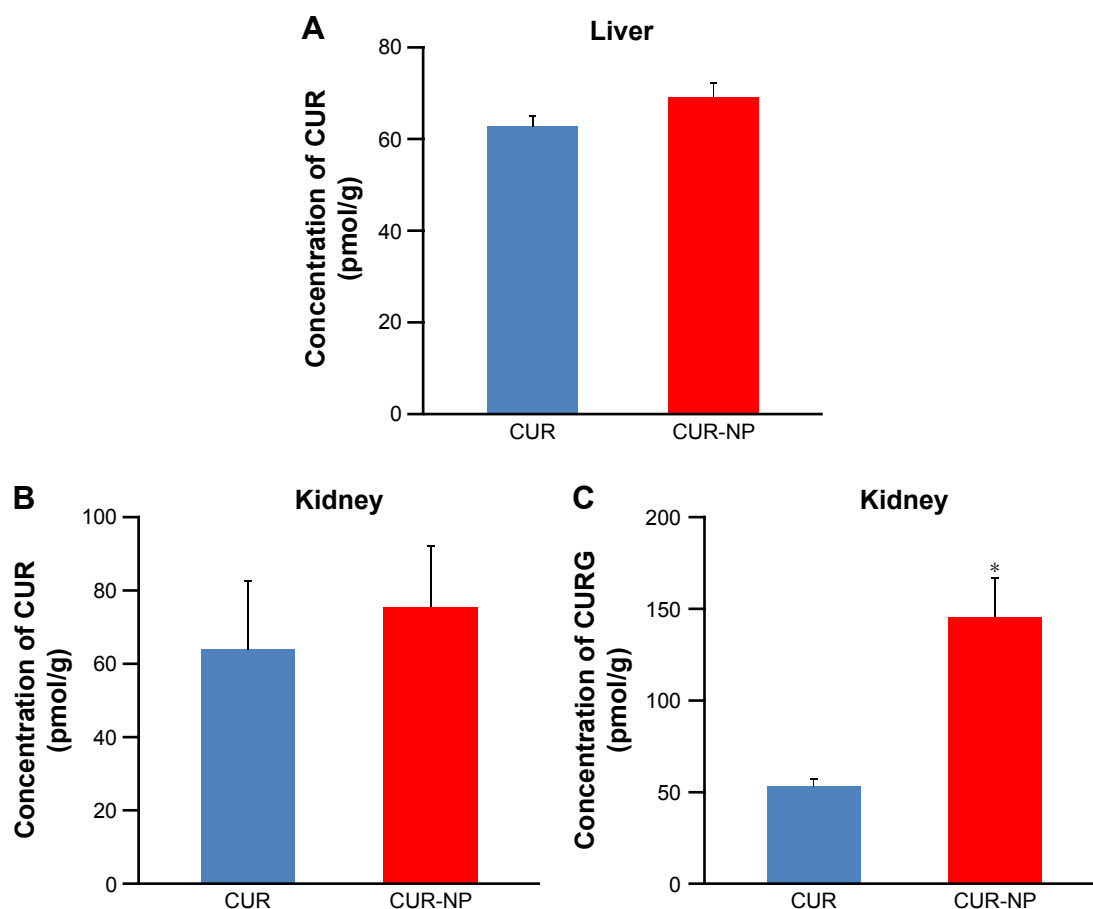 A
Liver
Concentration of CUR
(pmol/g)
80
60
40
20
0
CUR
CUR-NP
B
Kidney
Concentration of CUR
(pmol/g)
100
80
60
40
20
0
CUR
CUR-NP
C
Kidney
Concentration of CURG
(pmol/g)
200
150
100
50
0
*
CUR
CUR-NP